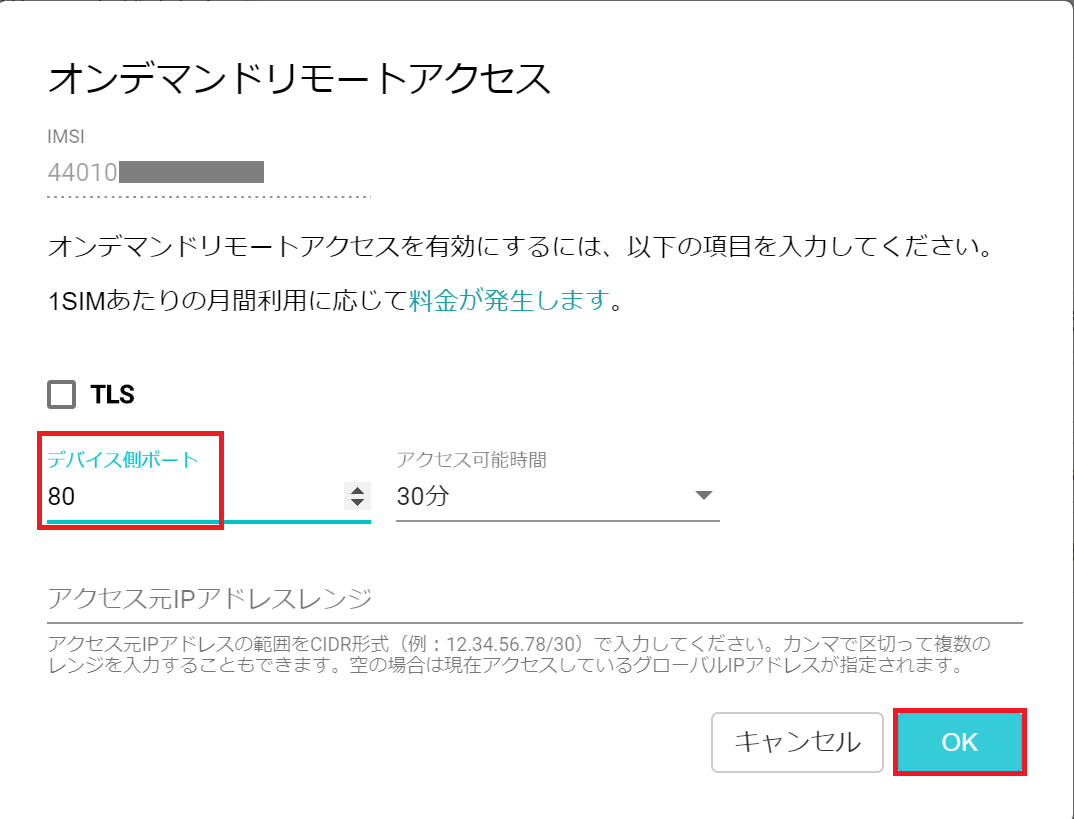 オンデマンドリモートアクセス
IMSI
44010
オンデマンドリモートアクセスを有効にするには、以下の項目を入力してください。
1SIMあたりの月間利用に応じて料金が発生します。
TLS
デバイス側ポート
80
アクセス可能時間
30分
アクセス元IPアドレスレンジ
アクセス元IPアドレスの範囲をCIDR形式（例：12.34.56.78/30）で入力してください。カンマで区切って複数の
レンジを入力することもできます。空の場合は現在アクセスしているグローバルIPアドレスが指定されます。
キャンセル
OK